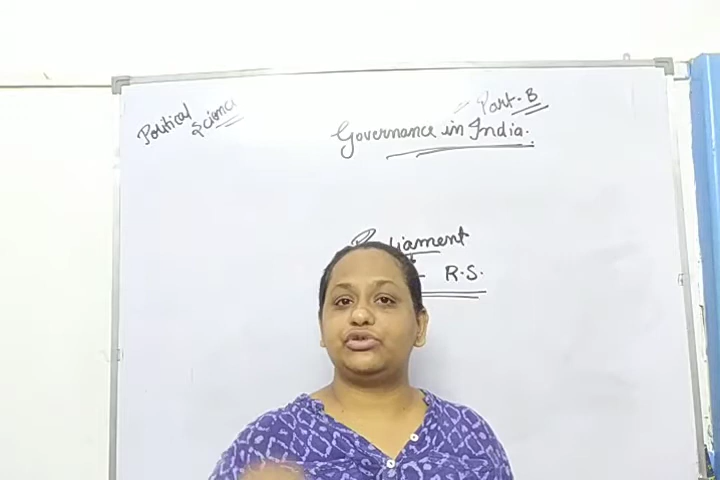 Political Science
Part-B
Governance in India.
Parliament
- R.S.